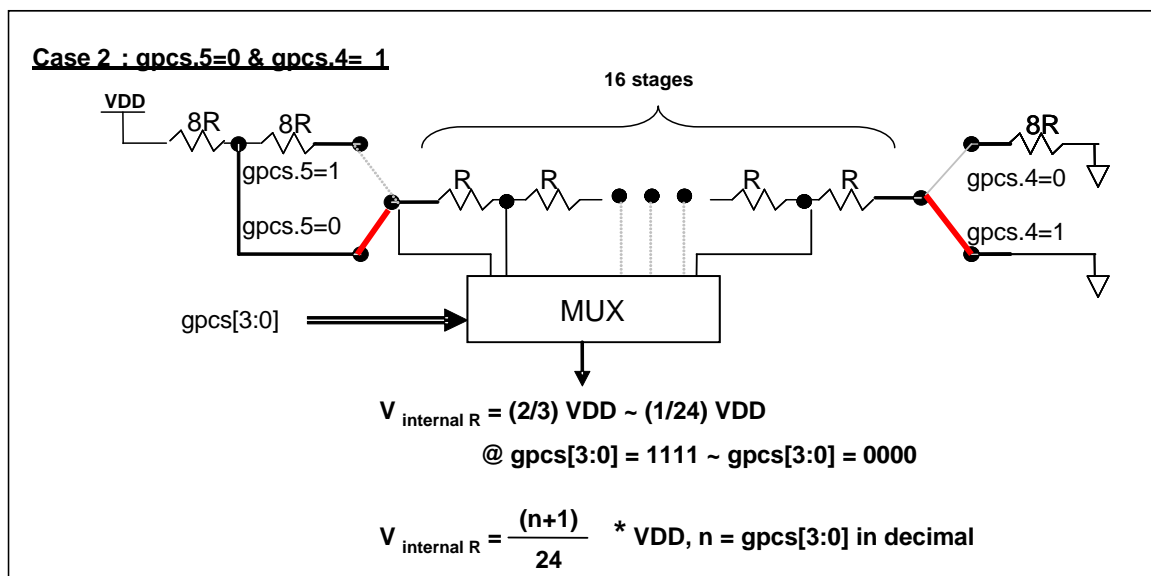 Case 2 : gpcs.5=0 & gpcs.4= 1
16 stages
VDD
8R 8R 8R
gpcs.5=1
R R R R
gpcs.4=0
gpcs.5=0
gpcs.4=1
MUX
gpcs[3:0]
V internal R = (2/3) VDD ~ (1/24) VDD
@ gpcs[3:0] = 1111 ~ gpcs[3:0] = 0000
V internal R = (n+1) / 24 * VDD, n = gpcs[3:0] in decimal